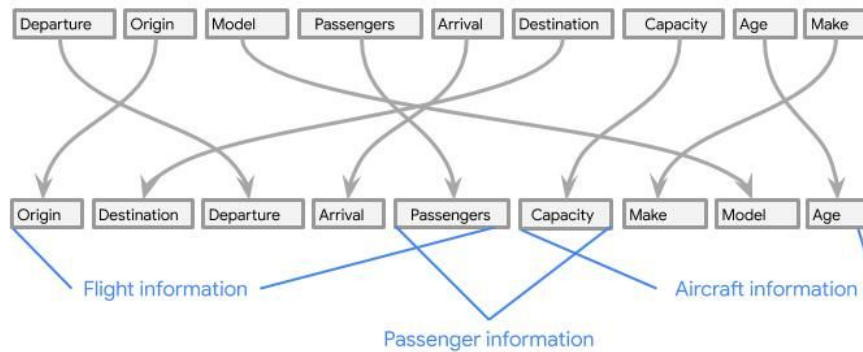 Departure Origin Model Passengers Arrival Destination Capacity Age Make
Origin Destination Departure Arrival Passengers Capacity Make Model Age
Flight information Aircraft information
Passenger information